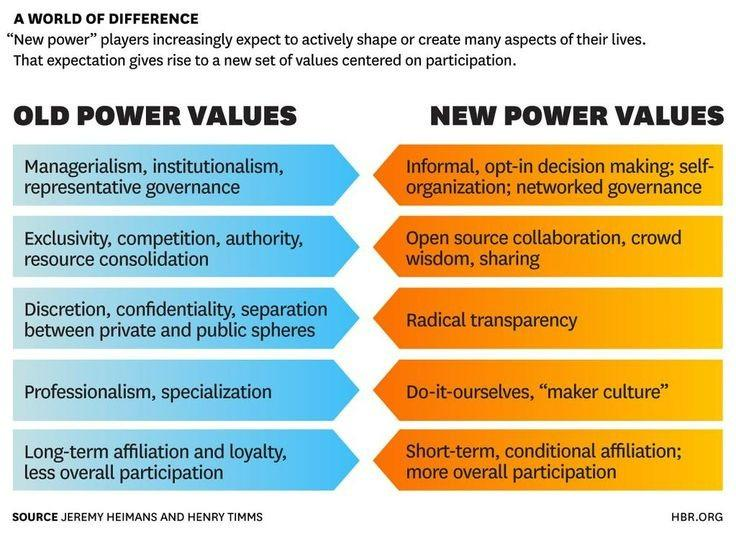 A WORLD OF DIFFERENCE
“New power” players increasingly expect to actively shape or create many aspects of their lives.
That expectation gives rise to a new set of values centered on participation.
OLD POWER VALUES
NEW POWER VALUES
Managerialism, institutionalism,
representative governance
Informal, opt-in decision making; self-
organization; networked governance
Exclusivity, competition, authority,
resource consolidation
Open source collaboration, crowd
wisdom, sharing
Discretion, confidentiality, separation
between private and public spheres
Radical transparency
Professionalism, specialization
Do-it-ourselves, “maker culture”
Long-term affiliation and loyalty,
less overall participation
Short-term, conditional affiliation;
more overall participation
SOURCE JEREMY HEIMANS AND HENRY TIMMS
HBR.ORG